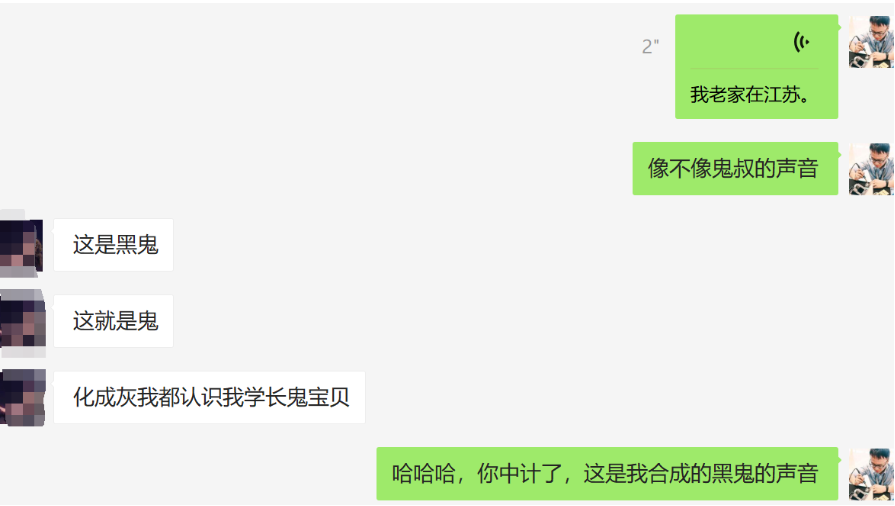 2"
我老家在江苏。
像不像鬼叔的声音
这是黑鬼
这就是鬼
化成灰我都认识我学长鬼宝贝
哈哈哈，你中计了，这是我合成的黑鬼的声音